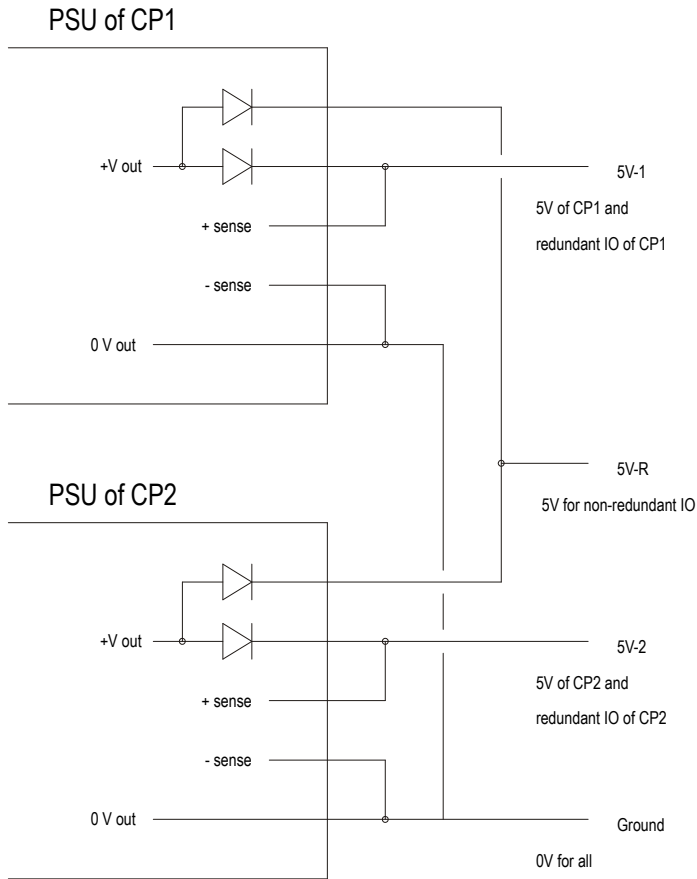 PSU of CP1
+V out
5V-1
5V of CP1 and
redundant IO of CP1
+ sense
- sense
0 V out
5V-R
5V for non-redundant IO
PSU of CP2
+V out
5V-2
5V of CP2 and
redundant IO of CP2
+ sense
- sense
0 V out
Ground
0V for all